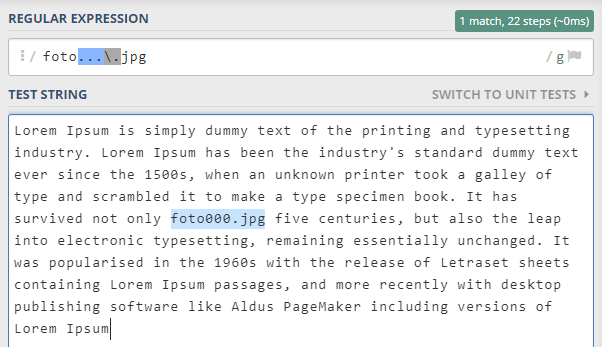 REGULAR EXPRESSION 1 match, 22 steps (~0ms)
/ foto...\.jpg / g
TEST STRING SWITCH TO UNIT TESTS
Lorem Ipsum is simply dummy text of the printing and typesetting
industry. Lorem Ipsum has been the industry's standard dummy text
ever since the 1500s, when an unknown printer took a galley of
type and scrambled it to make a type specimen book. It has
survived not only foto000.jpg five centuries, but also the leap
into electronic typesetting, remaining essentially unchanged. It
was popularised in the 1960s with the release of Letraset sheets
containing Lorem Ipsum passages, and more recently with desktop
publishing software like Aldus PageMaker including versions of
Lorem Ipsum